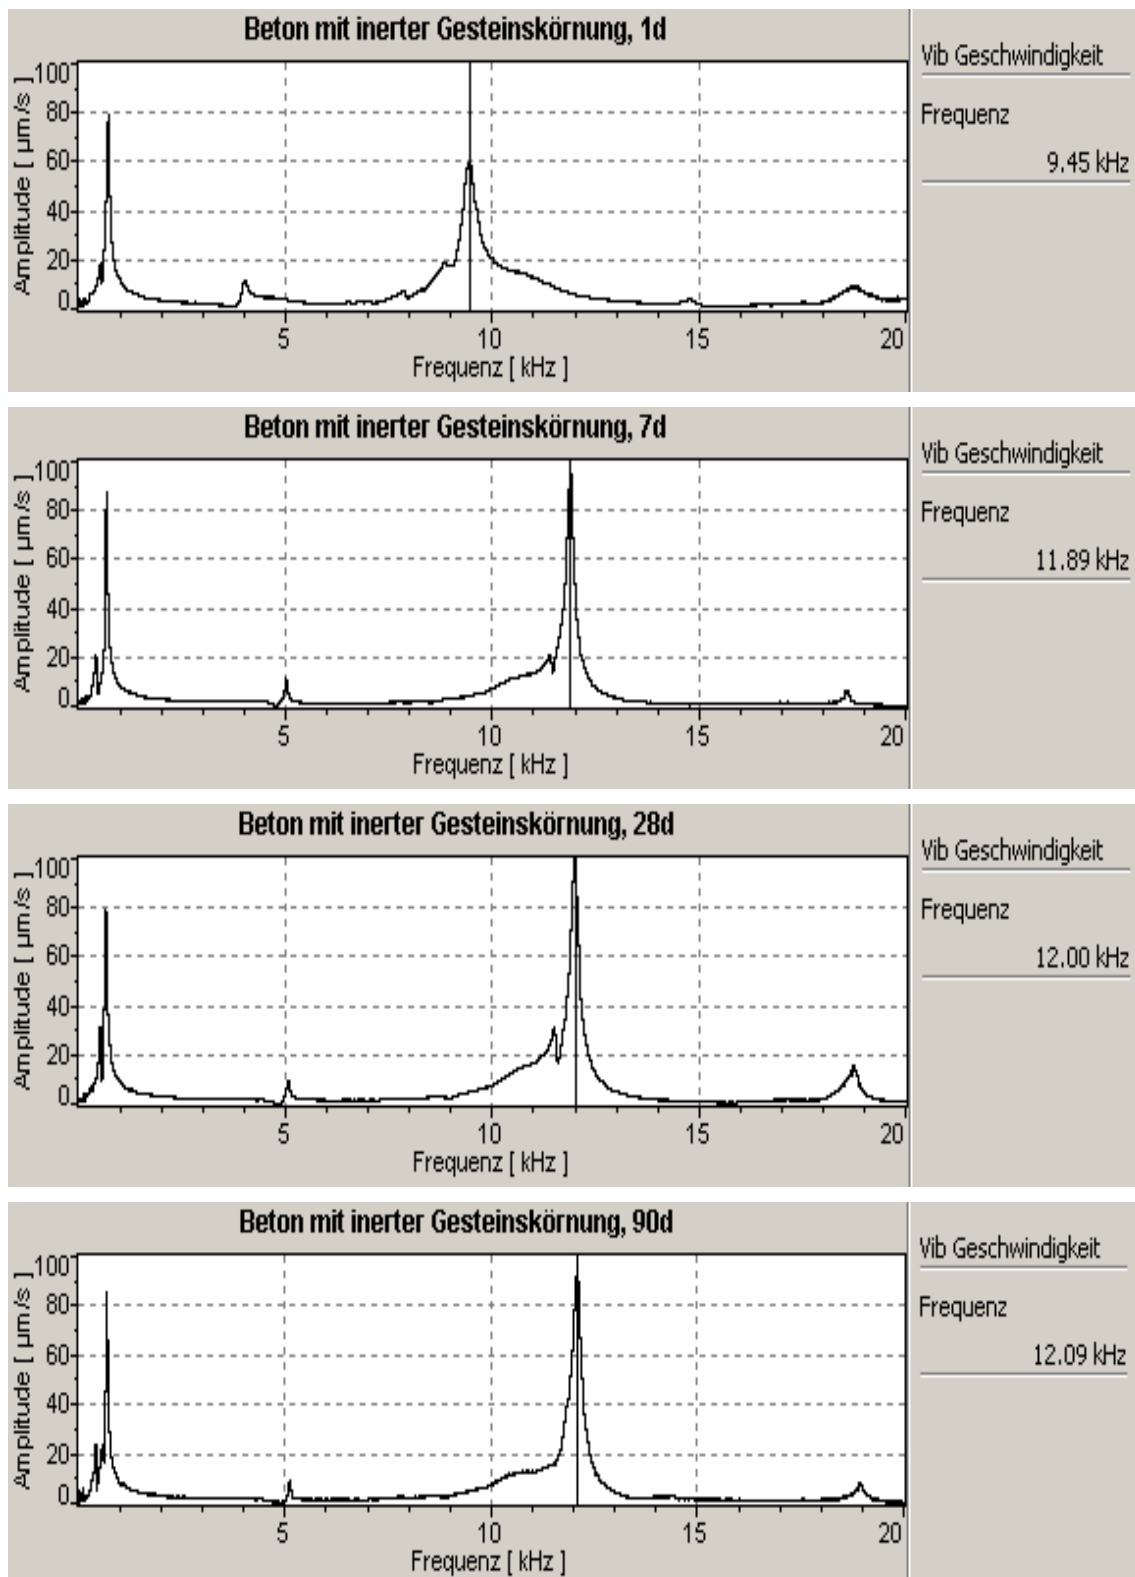 Beton mit inerter Gesteinskörnung, 1d
Vib Geschwindigkeit
Frequenz
9.45 kHz
Amplitude [ µm/s ]
100
80
60
40
20
0
5
10
15
20
Frequenz [ kHz ]
Beton mit inerter Gesteinskörnung, 7d
Vib Geschwindigkeit
Frequenz
11.89 kHz
Amplitude [ µm/s ]
100
80
60
40
20
0
5
10
15
20
Frequenz [ kHz ]
Beton mit inerter Gesteinskörnung, 28d
Vib Geschwindigkeit
Frequenz
12.00 kHz
Amplitude [ µm/s ]
100
80
60
40
20
0
5
10
15
20
Frequenz [ kHz ]
Beton mit inerter Gesteinskörnung, 90d
Vib Geschwindigkeit
Frequenz
12.09 kHz
Amplitude [ µm/s ]
100
80
60
40
20
0
5
10
15
20
Frequenz [ kHz ]